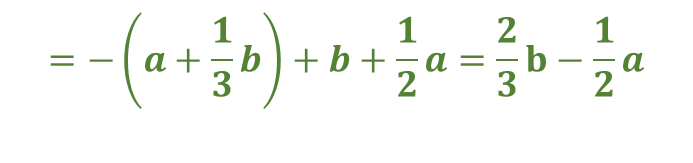 = −(a + 1/3 b) + b + 1/2 a = 2/3 b − 1/2 a